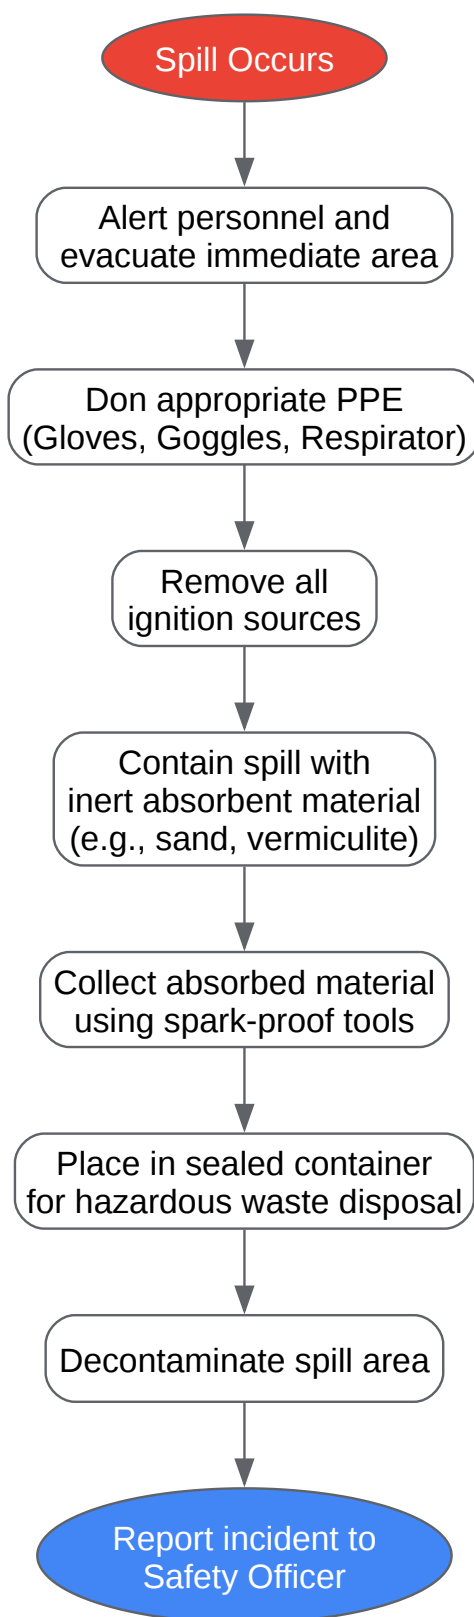 Spill Occurs
Alert personnel and
evacuate immediate area
Don appropriate PPE
(Gloves, Goggles, Respirator)
Remove all
ignition sources
Contain spill with
inert absorbent material
(e.g., sand, vermiculite)
Collect absorbed material
using spark-proof tools
Place in sealed container
for hazardous waste disposal
Decontaminate spill area
Report incident to
Safety Officer